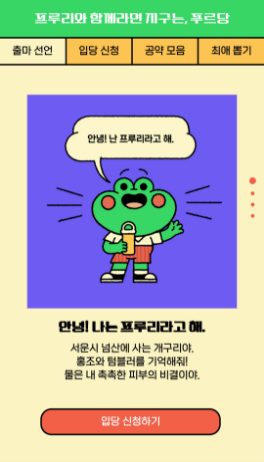 프루리와 함께라면 지구는, 푸르당
출마 선언
입당 신청
공약 모음
최애 뽑기
안녕! 난 프루리라고 해.
안녕! 나는 프루리라고 해.
서운시 넘산에 사는 개구리야.
홍조와 텀블러를 기억해줘!
물은 내 촉촉한 피부의 비결이야.
입당 신청하기